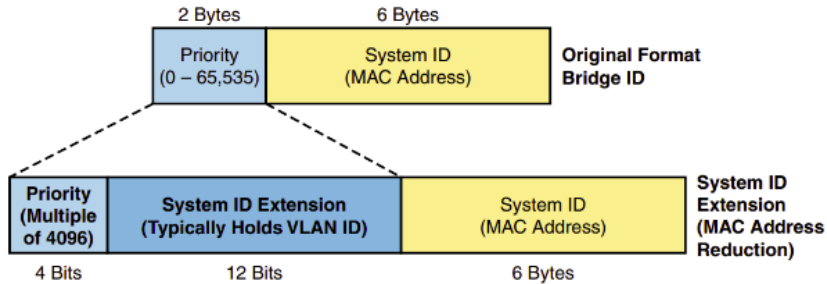 2 Bytes
6 Bytes
Priority
(0 – 65,535)
System ID
(MAC Address)
Original Format
Bridge ID
Priority
(Multiple
of 4096)
System ID Extension
(Typically Holds VLAN ID)
System ID
(MAC Address)
System ID
Extension
(MAC Address
Reduction)
4 Bits
12 Bits
6 Bytes